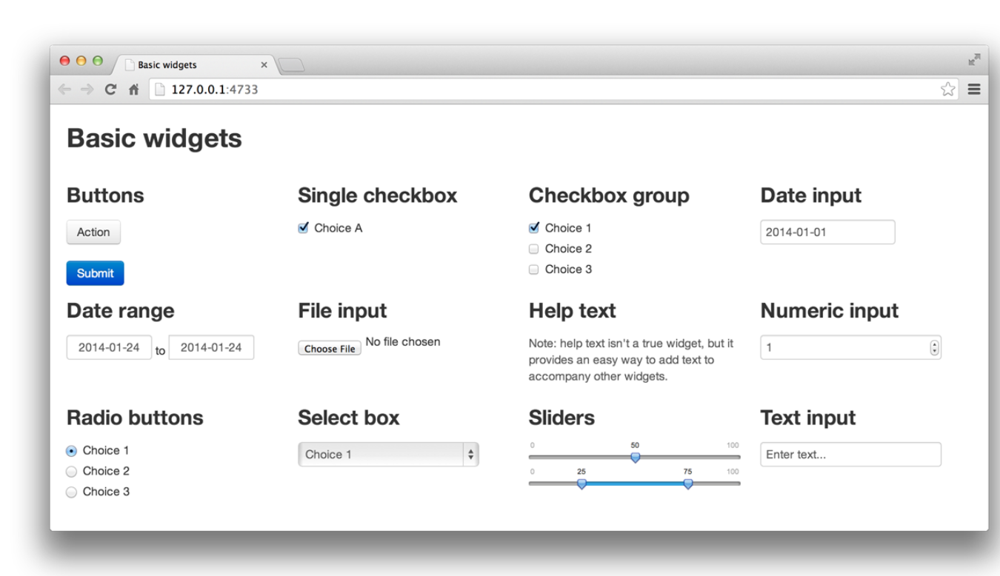 Basic widgets
127.0.0.1:4733
Basic widgets
Buttons
Action
Submit
Single checkbox
Choice A
Checkbox group
Choice 1
Choice 2
Choice 3
Date input
2014-01-01
Date range
2014-01-24 to 2014-01-24
File input
Choose File No file chosen
Help text
Note: help text isn't a true widget, but it
provides an easy way to add text to
accompany other widgets.
Numeric input
1
Radio buttons
Choice 1
Choice 2
Choice 3
Select box
Choice 1
Sliders
0 50 100
0 25 75 100
Text input
Enter text...